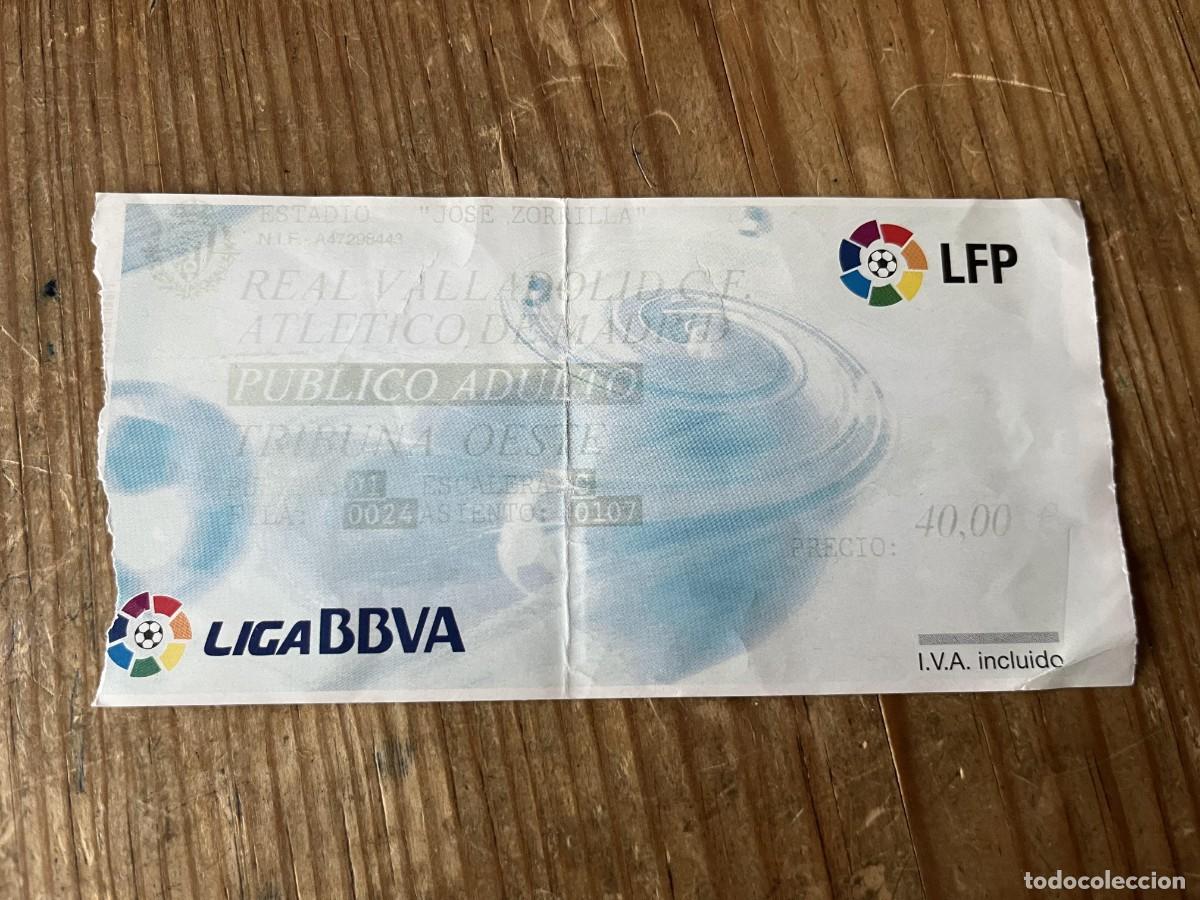 ESTADIO "JOSE ZORRILLA"
N.I.F.- A47298443
LFP
REAL VALLADOLID C.F.
ATLETICO DE MADRID
PUBLICO ADULTO
TRIBUNA OESTE
01 ESCALERA
FILA: 0024 ASIENTO: 0107
PRECIO: 40,00 €
LIGA BBVA
I.V.A. incluido
todocoleccion